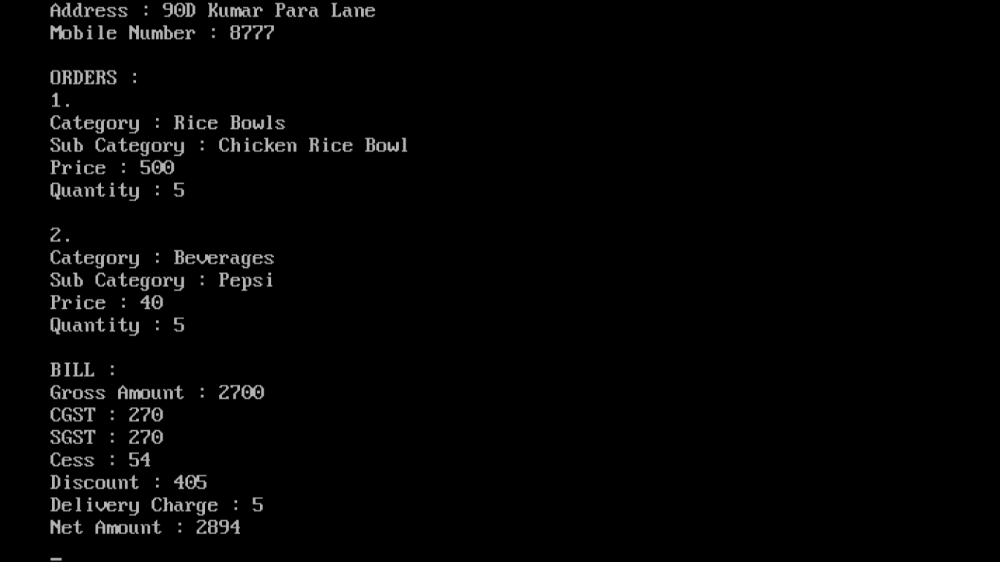 Address : 90D Kumar Para Lane
Mobile Number : 8777
ORDERS :
1.
Category : Rice Bowls
Sub Category : Chicken Rice Bowl
Price : 500
Quantity : 5
2.
Category : Beverages
Sub Category : Pepsi
Price : 40
Quantity : 5
BILL :
Gross Amount : 2700
CGST : 270
SGST : 270
Cess : 54
Discount : 405
Delivery Charge : 5
Net Amount : 2894